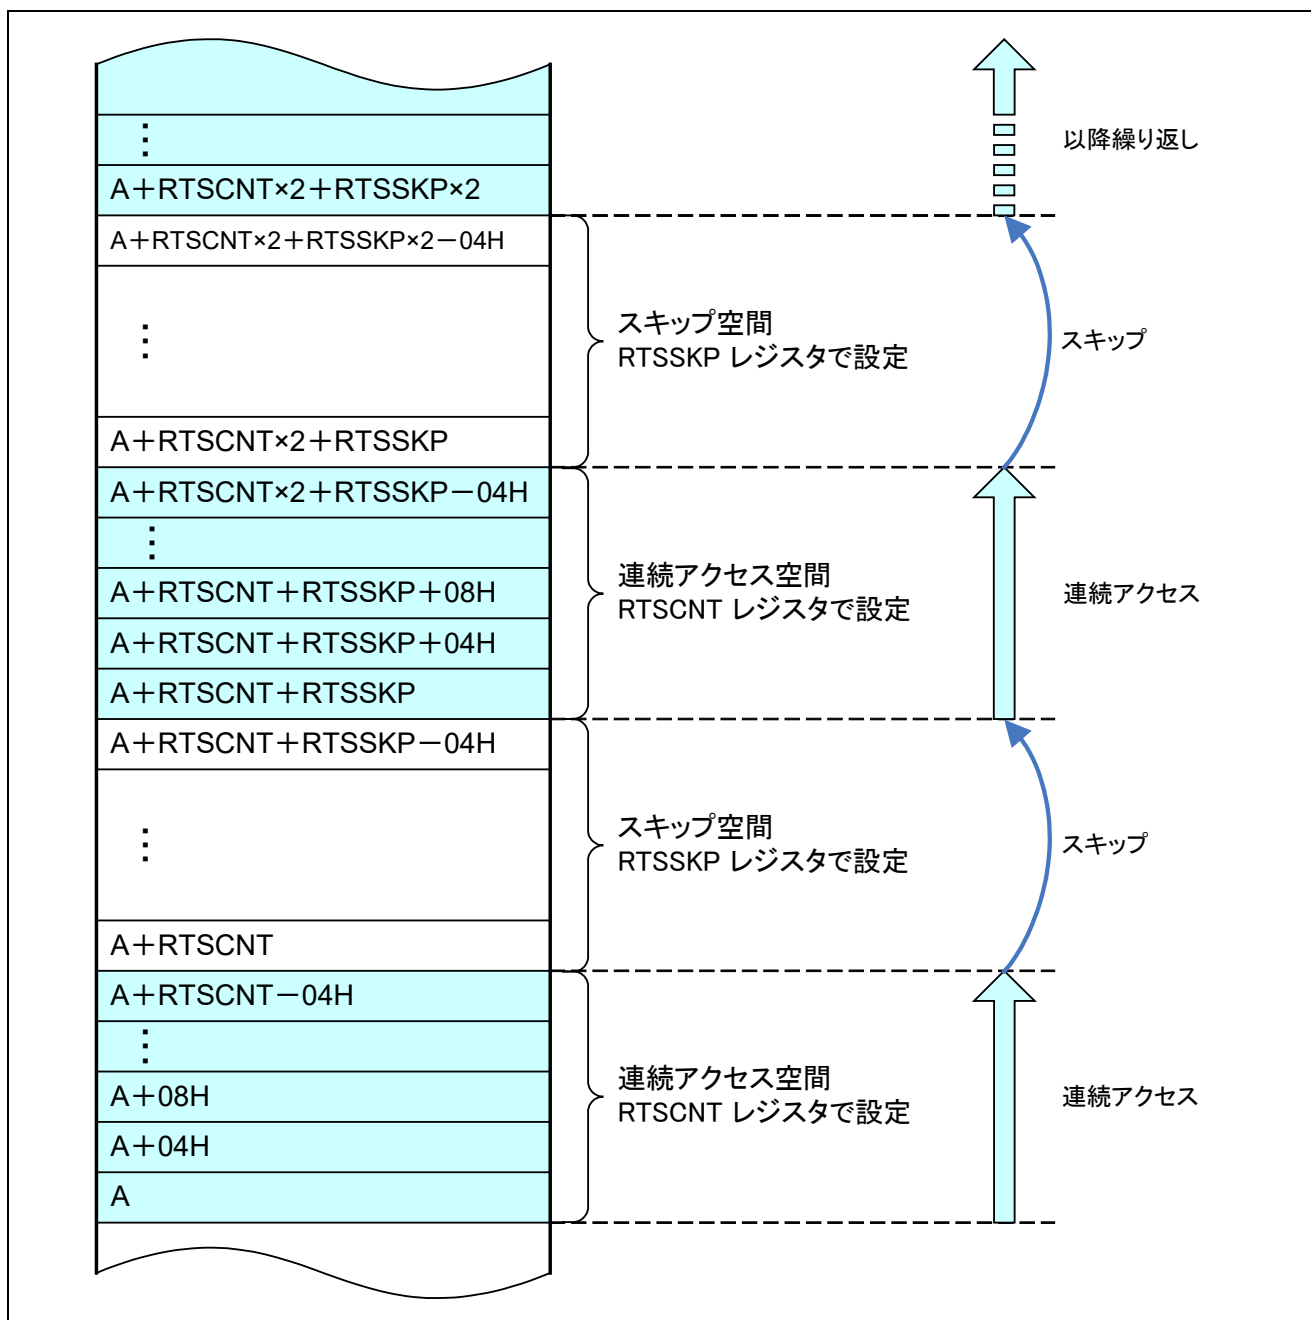 ⋮
以降繰り返し
A＋RTSCNT×2＋RTSSKP×2
A＋RTSCNT×2＋RTSSKP×2－04H
⋮
スキップ空間
RTSSKP レジスタで設定
スキップ
A＋RTSCNT×2＋RTSSKP
A＋RTSCNT×2＋RTSSKP－04H
⋮
A＋RTSCNT＋RTSSKP＋08H
連続アクセス空間
RTSCNT レジスタで設定
連続アクセス
A＋RTSCNT＋RTSSKP＋04H
A＋RTSCNT＋RTSSKP
A＋RTSCNT＋RTSSKP－04H
⋮
スキップ空間
RTSSKP レジスタで設定
スキップ
A＋RTSCNT
A＋RTSCNT－04H
⋮
A＋08H
連続アクセス空間
RTSCNT レジスタで設定
連続アクセス
A＋04H
A